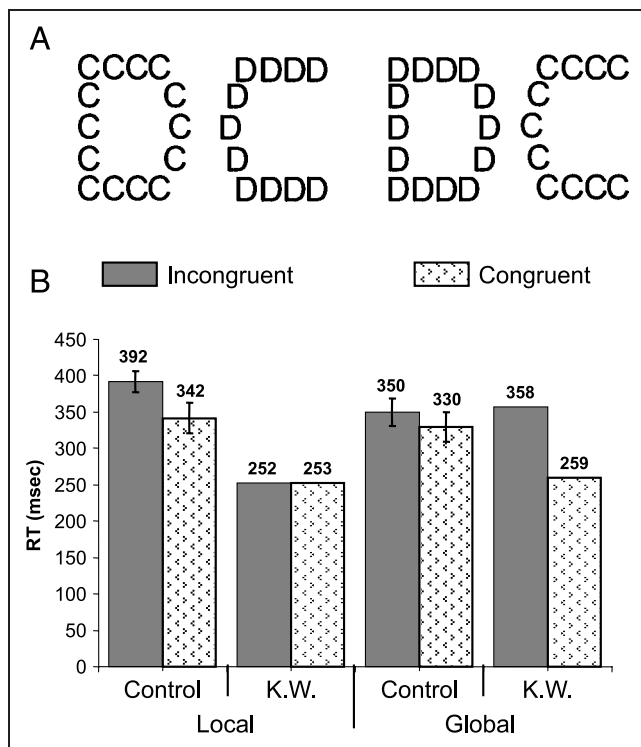 A
CCCC DDDD DDDD CCCC
C C D D D C
C C D D D C
C C D D D C
CCCC DDDD DDDD CCCC
Incongruent Congruent
B
450
400
350
300
250
200
150
100
50
0
RT (msec)
392
342
252 253
350
330
358
259
Control K.W. Control K.W.
Local Global